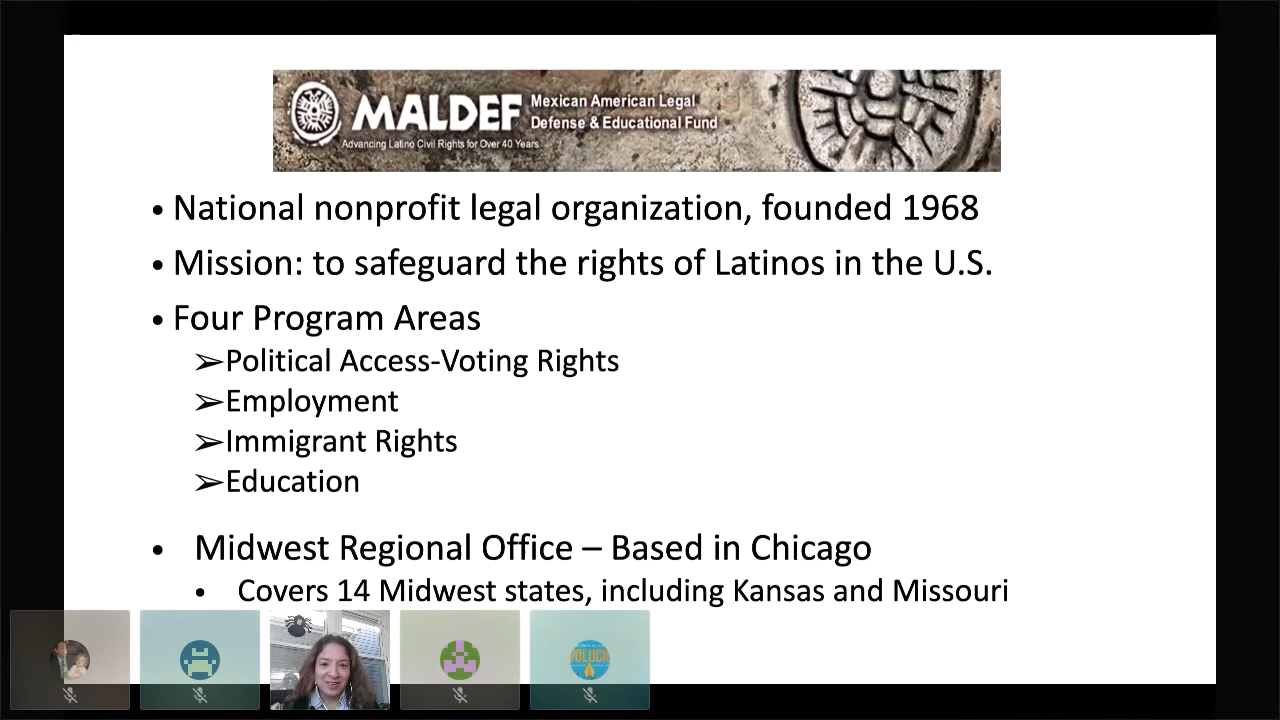 MALDEF
Mexican American Legal
Defense & Educational Fund
Advancing Latino Civil Rights for Over 40 Years
• National nonprofit legal organization, founded 1968
• Mission: to safeguard the rights of Latinos in the U.S.
• Four Program Areas
➢Political Access-Voting Rights
➢Employment
➢Immigrant Rights
➢Education
• Midwest Regional Office – Based in Chicago
• Covers 14 Midwest states, including Kansas and Missouri